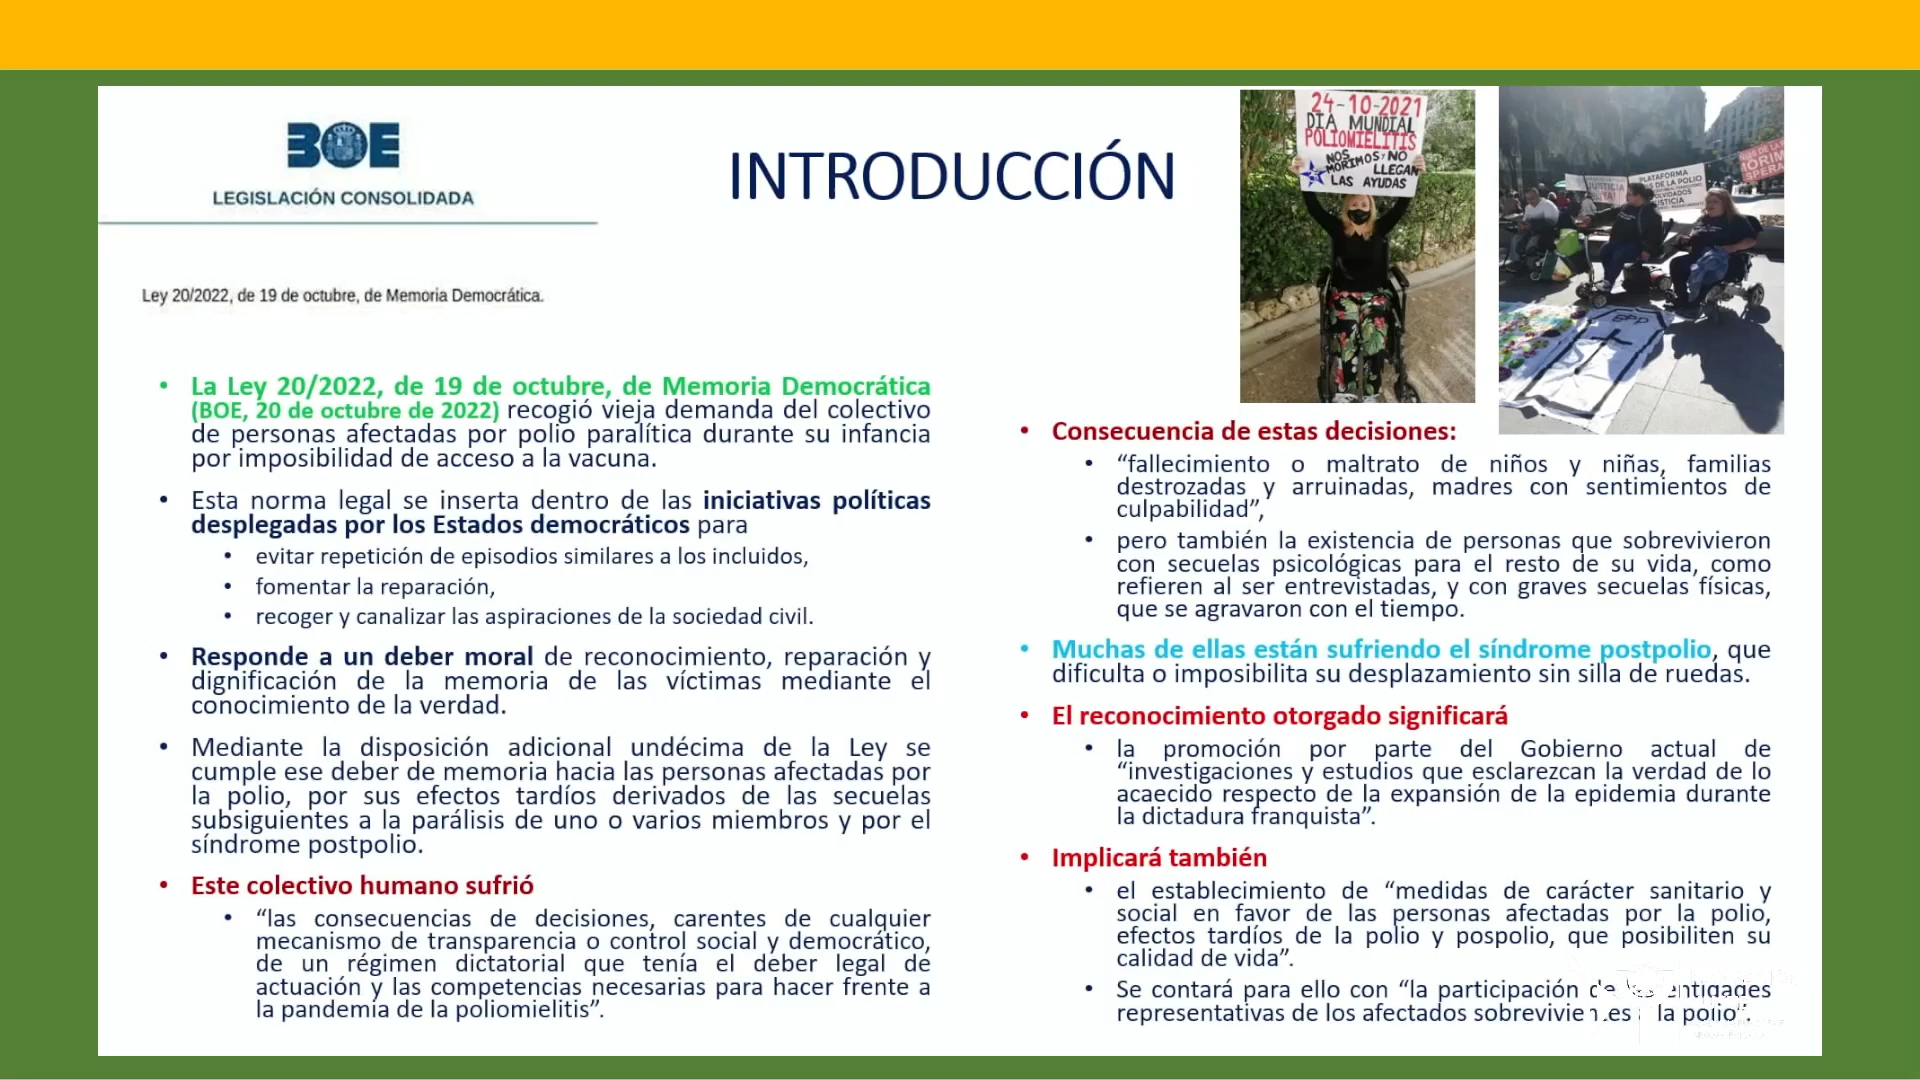 BOE
LEGISLACIÓN CONSOLIDADA
INTRODUCCIÓN
24-10-2021
DÍA MUNDIAL
POLIOMIELITIS
NOS
MORIMOS Y NO
LLEGAN
LAS AYUDAS
PLATAFORMA
DE LA POLIO
OLVIDADOS
JUSTICIA
Ley 20/2022, de 19 de octubre, de Memoria Democrática.
• La Ley 20/2022, de 19 de octubre, de Memoria Democrática
(BOE, 20 de octubre de 2022) recogió vieja demanda del colectivo
de personas afectadas por polio paralítica durante su infancia
por imposibilidad de acceso a la vacuna.
• Esta norma legal se inserta dentro de las iniciativas políticas
desplegadas por los Estados democráticos para
• evitar repetición de episodios similares a los incluidos,
• fomentar la reparación,
• recoger y canalizar las aspiraciones de la sociedad civil.
• Responde a un deber moral de reconocimiento, reparación y
dignificación de la memoria de las víctimas mediante el
conocimiento de la verdad.
• Mediante la disposición adicional undécima de la Ley se
cumple ese deber de memoria hacia las personas afectadas por
la polio, por sus efectos tardíos derivados de las secuelas
subsiguientes a la parálisis de uno o varios miembros y por el
síndrome postpolio.
• Este colectivo humano sufrió
• “las consecuencias de decisiones, carentes de cualquier
mecanismo de transparencia o control social y democrático,
de un régimen dictatorial que tenía el deber legal de
actuación y las competencias necesarias para hacer frente a
la pandemia de la poliomielitis”.
• Consecuencia de estas decisiones:
• “fallecimiento o maltrato de niños y niñas, familias
destrozadas y arruinadas, madres con sentimientos de
culpabilidad”,
• pero también la existencia de personas que sobrevivieron
con secuelas psicológicas para el resto de su vida, como
refieren al ser entrevistadas, y con graves secuelas físicas,
que se agravaron con el tiempo.
• Muchas de ellas están sufriendo el síndrome postpolio, que
dificulta o imposibilita su desplazamiento sin silla de ruedas.
• El reconocimiento otorgado significará
• la promoción por parte del Gobierno actual de
“investigaciones y estudios que esclarezcan la verdad de lo
acaecido respecto de la expansión de la epidemia durante
la dictadura franquista”.
• Implicará también
• el establecimiento de “medidas de carácter sanitario y
social en favor de las personas afectadas por la polio,
efectos tardíos de la polio y pospolio, que posibiliten su
calidad de vida”.
• Se contará para ello con “la participación de entidades
representativas de los afectados sobrevivientes la polio”.